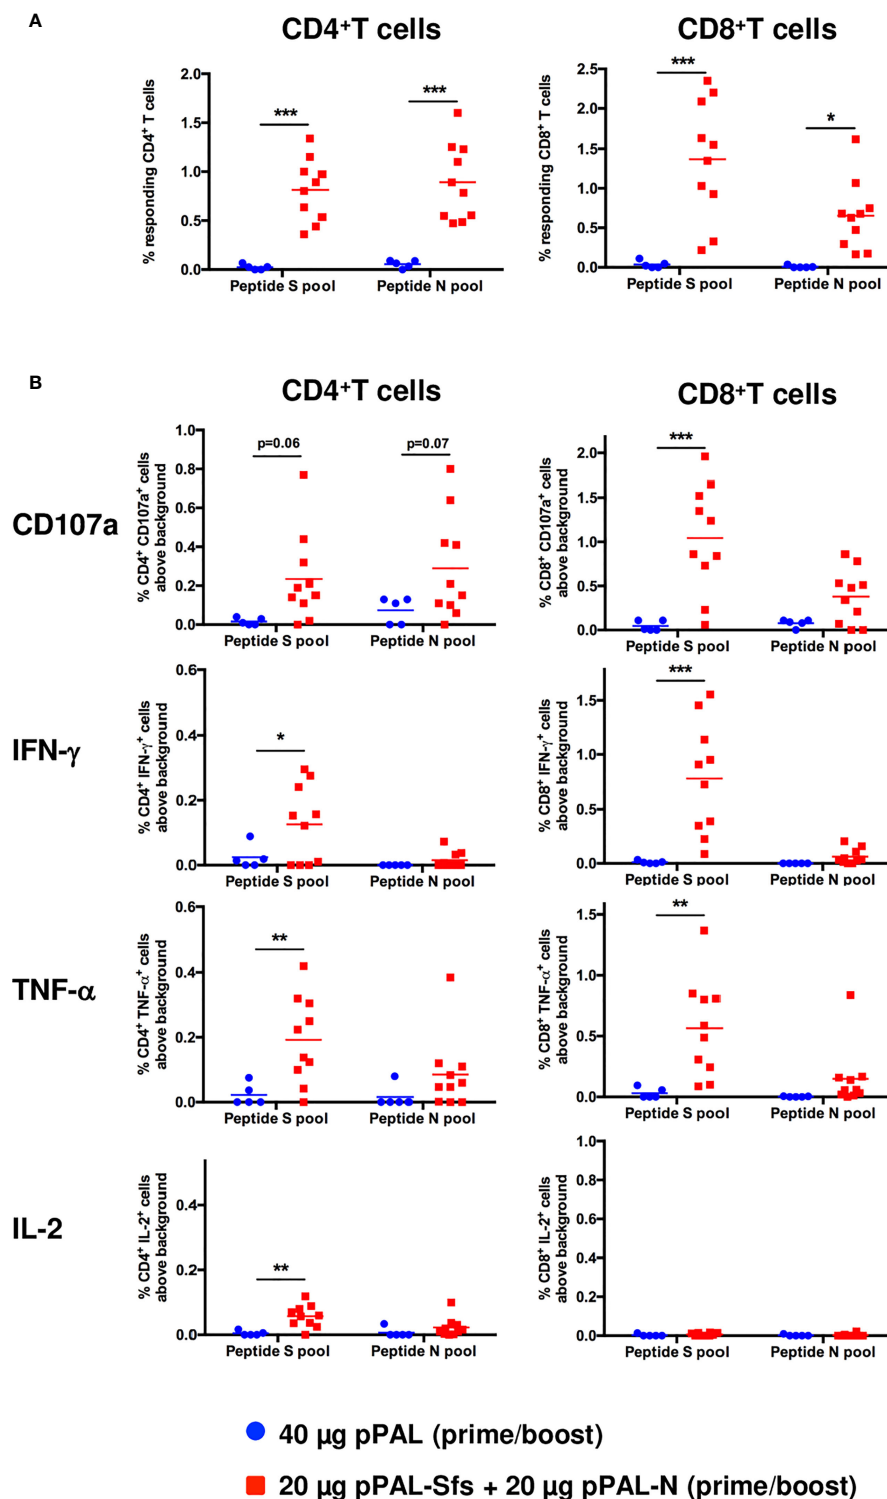 A
CD4⁺T cells
CD8⁺T cells
% responding CD4⁺ T cells
2.0
1.5
1.0
0.5
0.0
***
***
Peptide S pool
Peptide N pool
% responding CD8⁺ T cells
2.5
2.0
1.5
1.0
0.5
0.0
***
*
Peptide S pool
Peptide N pool
B
CD4⁺T cells
CD8⁺T cells
CD107a
% CD4⁺ CD107a⁺ cells
above background
1.0
0.8
0.6
0.4
0.2
0.0
p=0.06
p=0.07
Peptide S pool
Peptide N pool
% CD8⁺ CD107a⁺ cells
above background
2.0
1.5
1.0
0.5
0.0
***
Peptide S pool
Peptide N pool
IFN-γ
% CD4⁺ IFN-γ⁺ cells
above background
0.6
0.4
0.2
0.0
*
Peptide S pool
Peptide N pool
% CD8⁺ IFN-γ⁺ cells
above background
1.5
1.0
0.5
0.0
***
Peptide S pool
Peptide N pool
TNF-α
% CD4⁺ TNF-α⁺ cells
above background
0.6
0.4
0.2
0.0
**
Peptide S pool
Peptide N pool
% CD8⁺ TNF-α⁺ cells
above background
1.5
1.0
0.5
0.0
**
Peptide S pool
Peptide N pool
IL-2
% CD4⁺ IL-2⁺ cells
above background
0.4
0.2
0.0
**
Peptide S pool
Peptide N pool
% CD8⁺ IL-2⁺ cells
above background
1.0
0.8
0.6
0.4
0.2
0.0
Peptide S pool
Peptide N pool
40 µg pPAL (prime/boost)
20 µg pPAL-Sfs + 20 µg pPAL-N (prime/boost)